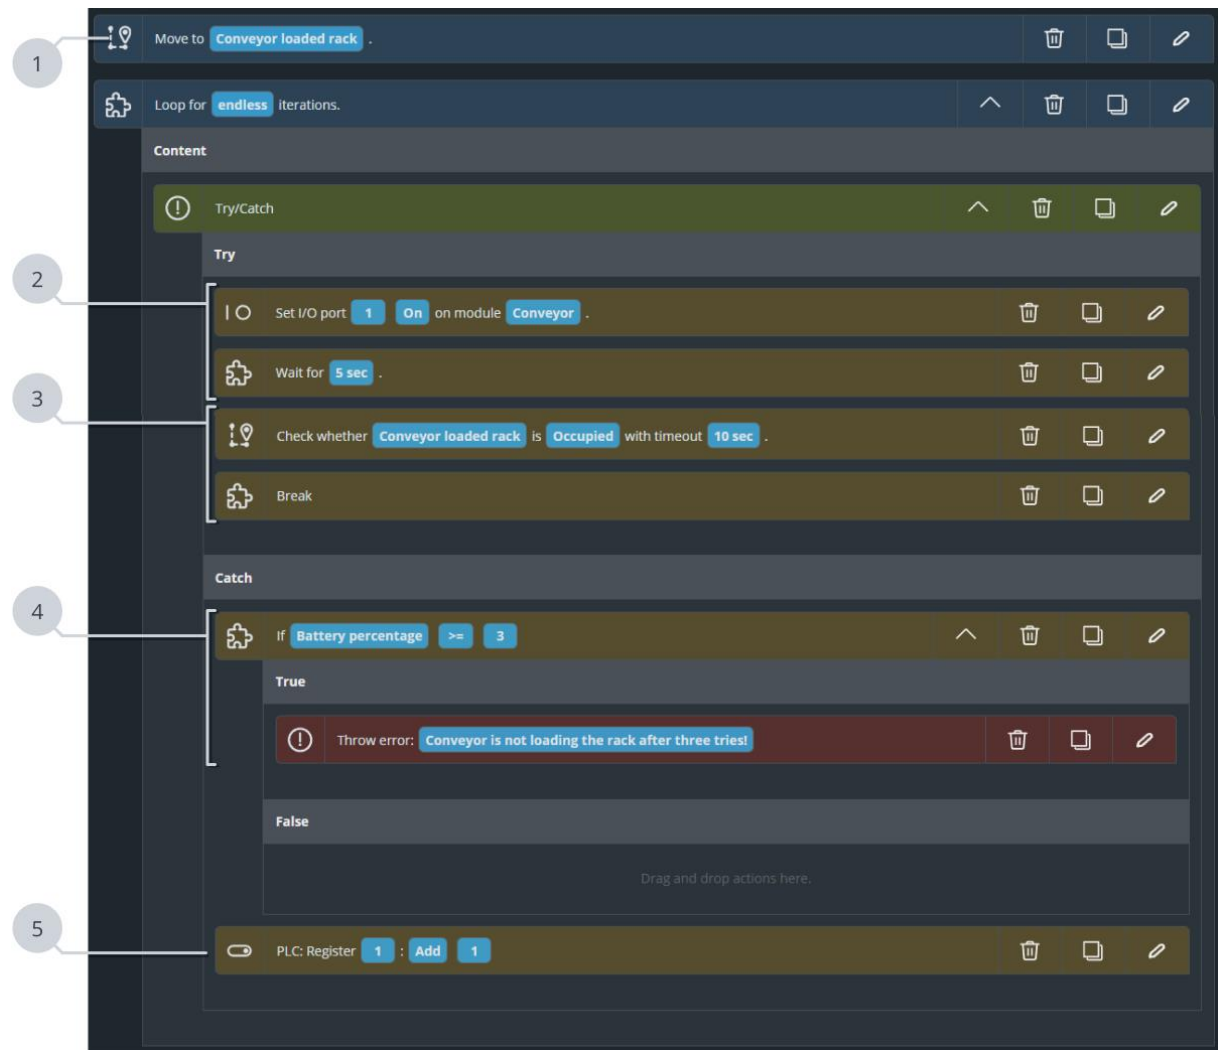 1
Move to Conveyor loaded rack .
Loop for endless iterations.
Content
Try/Catch
Try
2
Set I/O port 1 On on module Conveyor .
Wait for 5 sec .
3
Check whether Conveyor loaded rack is Occupied with timeout 10 sec .
Break
Catch
4
If Battery percentage >= 3
True
Throw error: Conveyor is not loading the rack after three tries!
False
Drag and drop actions here.
5
PLC: Register 1 : Add 1